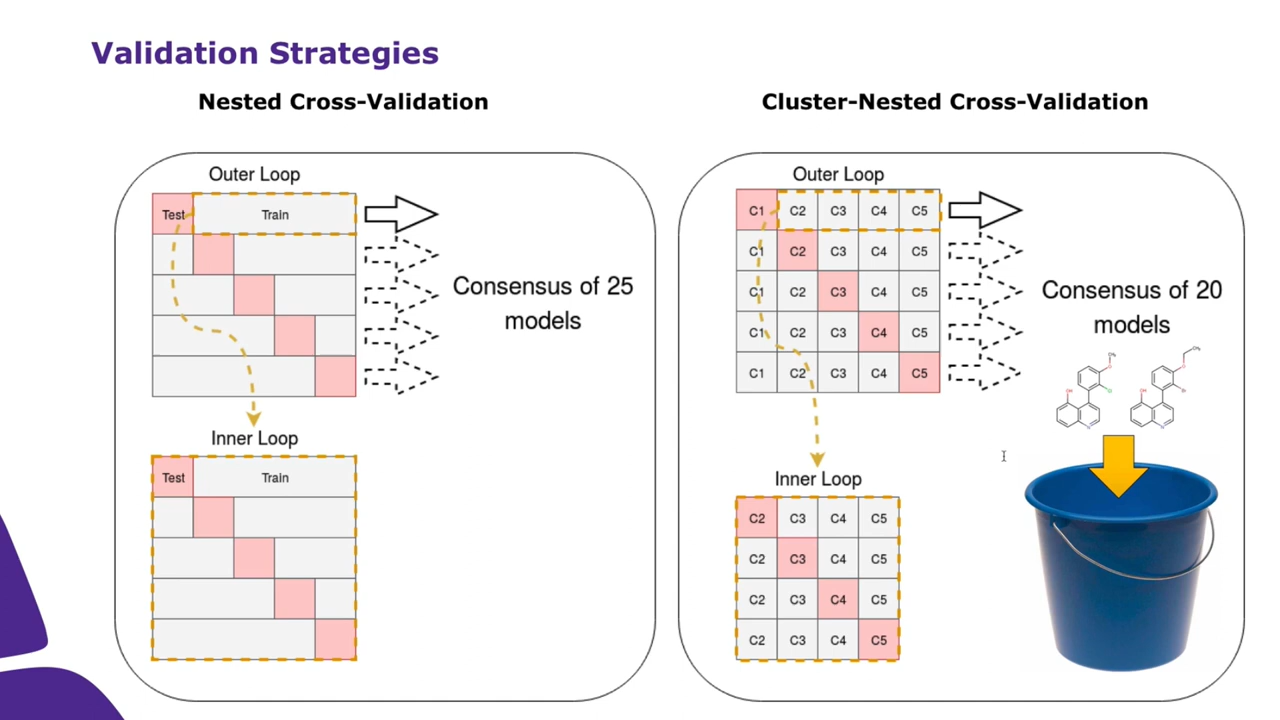 Validation Strategies
Nested Cross-Validation
Outer Loop
Test Train
Consensus of 25
models
Inner Loop
Test Train
Cluster-Nested Cross-Validation
Outer Loop
C1 C2 C3 C4 C5
C1 C2 C3 C4 C5
C1 C2 C3 C4 C5
C1 C2 C3 C4 C5
C1 C2 C3 C4 C5
Consensus of 20
models
Inner Loop
C2 C3 C4 C5
C2 C3 C4 C5
C2 C3 C4 C5
C2 C3 C4 C5